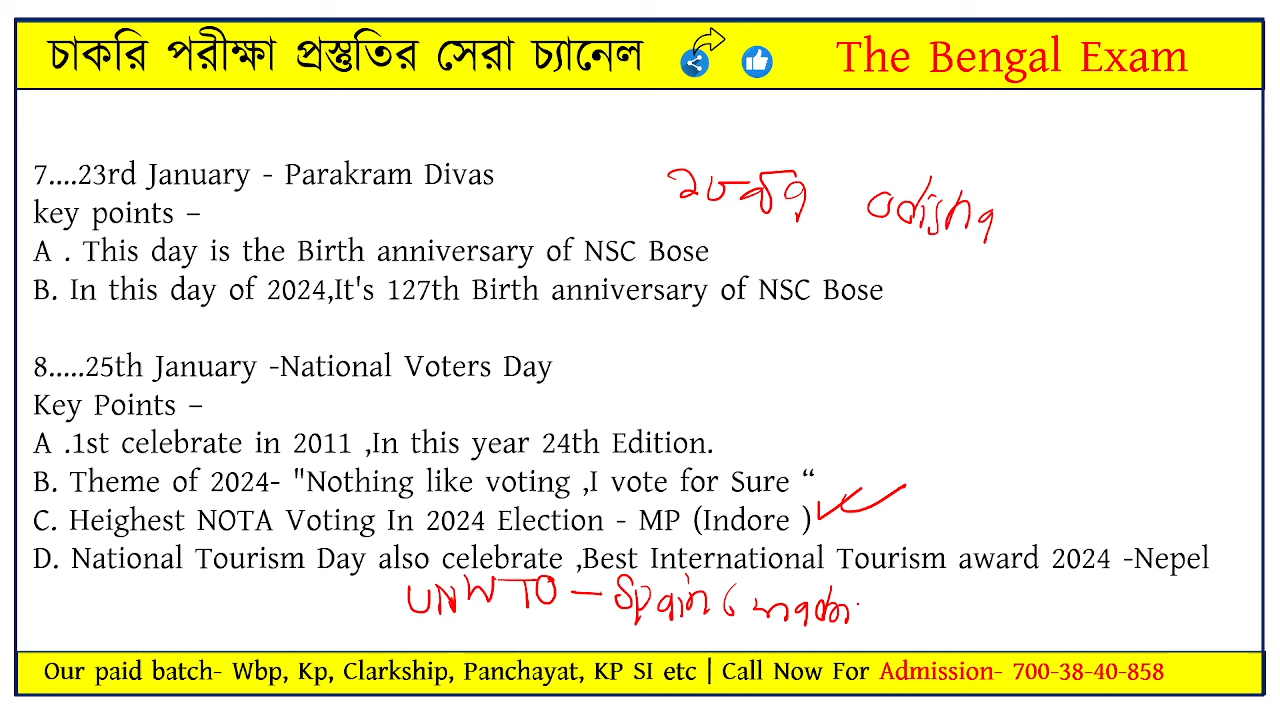 চাকরি পরীক্ষা প্রস্তুতির সেরা চ্যানেল The Bengal Exam
7....23rd January - Parakram Divas
odisha
key points –
A . This day is the Birth anniversary of NSC Bose
B. In this day of 2024,It's 127th Birth anniversary of NSC Bose
8.....25th January -National Voters Day
Key Points –
A .1st celebrate in 2011 ,In this year 24th Edition.
B. Theme of 2024- "Nothing like voting ,I vote for Sure “
C. Heighest NOTA Voting In 2024 Election - MP (Indore )
D. National Tourism Day also celebrate ,Best International Tourism award 2024 -Nepel
UNWTO – Spain (
Our paid batch- Wbp, Kp, Clarkship, Panchayat, KP SI etc | Call Now For Admission- 700-38-40-858